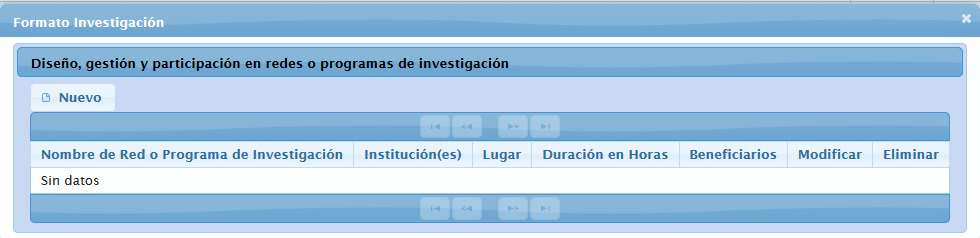 Formato Investigación
Diseño, gestión y participación en redes o programas de investigación
Nuevo
Nombre de Red o Programa de Investigación Institución(es) Lugar Duración en Horas Beneficiarios Modificar Eliminar
Sin datos